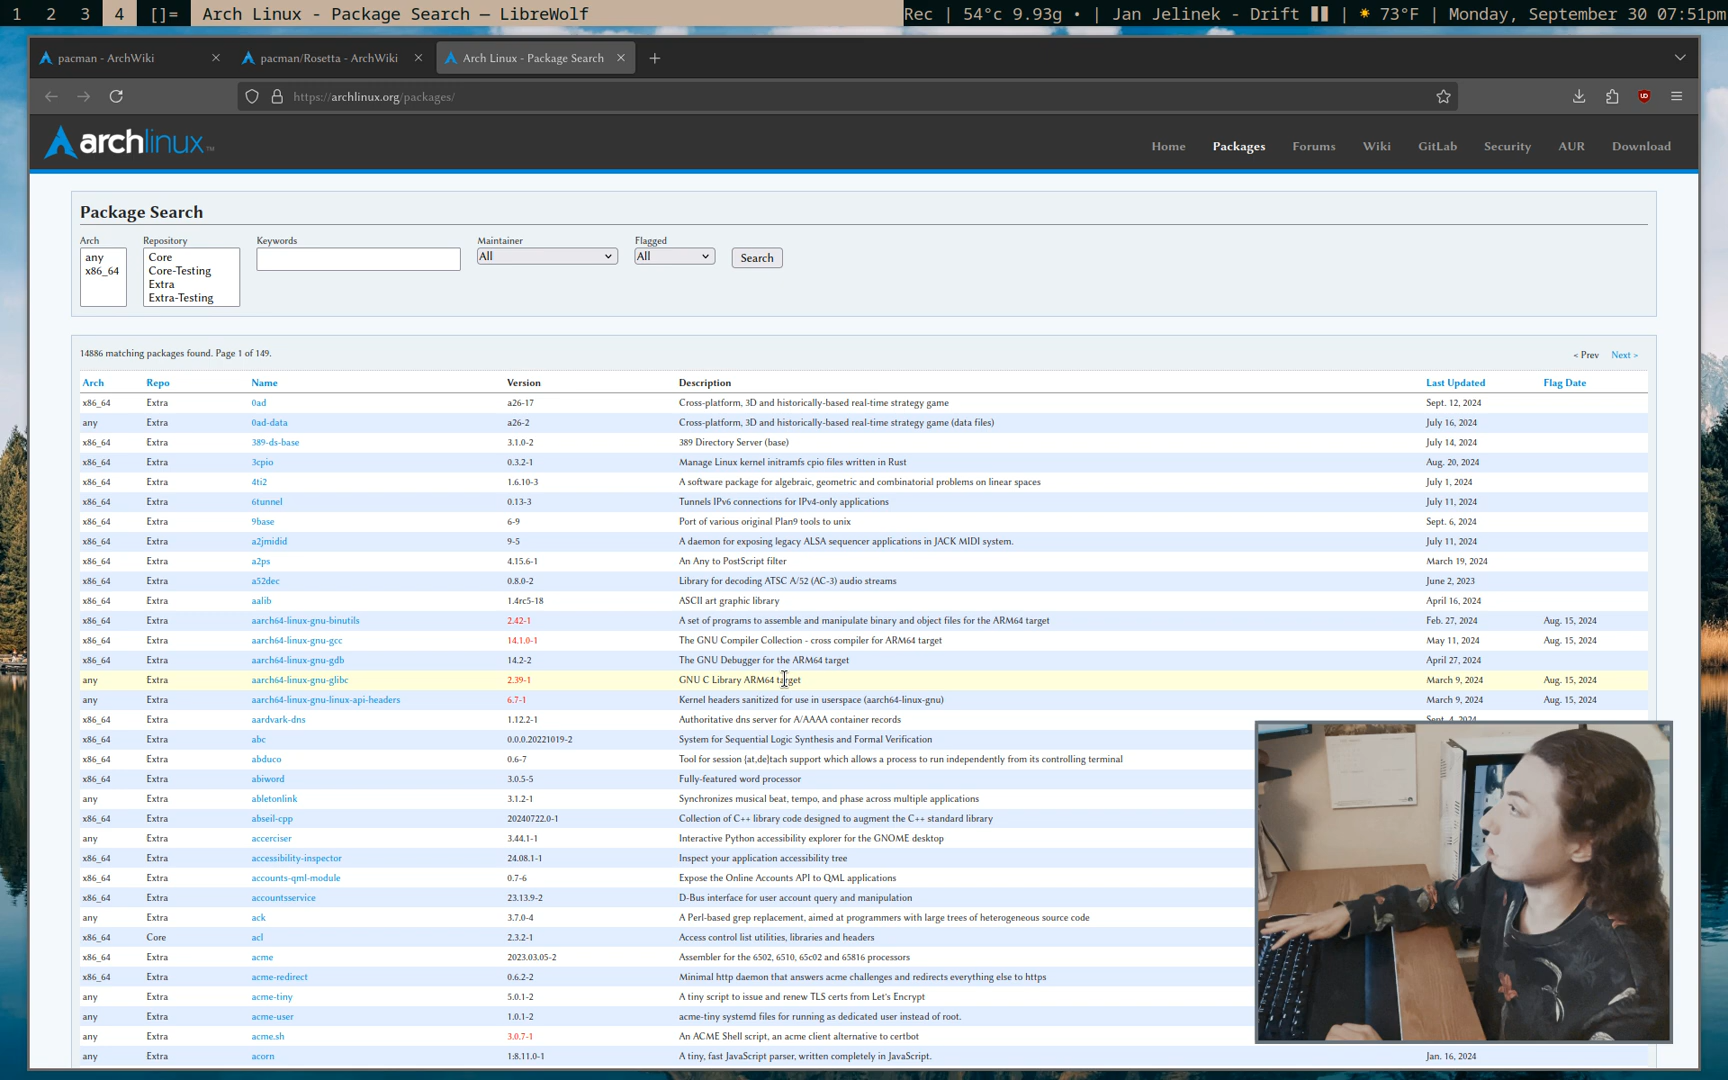 1 2 3 4 []= Arch Linux - Package Search — LibreWolf Rec | 54°c 9.93g • | Jan Jelinek - Drift | 73°F | Monday, September 30 07:51pm
pacman - ArchWiki pacman/Rosetta - ArchWiki Arch Linux - Package Search
https://archlinux.org/packages/
archlinux™ Home Packages Forums Wiki GitLab Security AUR Download
Package Search
Arch Repository Keywords Maintainer Flagged
any Core All All Search
x86_64 Core-Testing
Extra
Extra-Testing
14886 matching packages found. Page 1 of 149. < Prev Next >
Arch Repo Name Version Description Last Updated Flag Date
x86_64 Extra 0ad a26-17 Cross-platform, 3D and historically-based real-time strategy game Sept. 12, 2024
any Extra 0ad-data a26-2 Cross-platform, 3D and historically-based real-time strategy game (data files) July 16, 2024
x86_64 Extra 389-ds-base 3.1.0-2 389 Directory Server (base) July 14, 2024
x86_64 Extra 3cpio 0.3.2-1 Manage Linux kernel initramfs cpio files written in Rust Aug. 20, 2024
x86_64 Extra 4ti2 1.6.10-3 A software package for algebraic, geometric and combinatorial problems on linear spaces July 1, 2024
x86_64 Extra 6tunnel 0.13-3 Tunnels IPv6 connections for IPv4-only applications July 11, 2024
x86_64 Extra 9base 6-9 Port of various original Plan9 tools to unix Sept. 6, 2024
x86_64 Extra a2jmidid 9-5 A daemon for exposing legacy ALSA sequencer applications in JACK MIDI system. July 11, 2024
x86_64 Extra a2ps 4.15.6-1 An Any to PostScript filter March 19, 2024
x86_64 Extra a52dec 0.8.0-2 Library for decoding ATSC A/52 (AC-3) audio streams June 2, 2023
x86_64 Extra aalib 1.4rc5-18 ASCII art graphic library April 16, 2024
x86_64 Extra aarch64-linux-gnu-binutils 2.42-1 A set of programs to assemble and manipulate binary and object files for the ARM64 target Feb. 27, 2024 Aug. 15, 2024
x86_64 Extra aarch64-linux-gnu-gcc 14.1.0-1 The GNU Compiler Collection - cross compiler for ARM64 target May 11, 2024 Aug. 15, 2024
x86_64 Extra aarch64-linux-gnu-gdb 14.2-2 The GNU Debugger for the ARM64 target April 27, 2024
any Extra aarch64-linux-gnu-glibc 2.39-1 GNU C Library ARM64 target March 9, 2024 Aug. 15, 2024
any Extra aarch64-linux-gnu-linux-api-headers 6.7-1 Kernel headers sanitized for use in userspace (aarch64-linux-gnu) March 9, 2024 Aug. 15, 2024
x86_64 Extra aardvark-dns 1.12.2-1 Authoritative dns server for A/AAAA container records Sept. 4, 2024
x86_64 Extra abc 0.0.0.20221019-2 System for Sequential Logic Synthesis and Formal Verification
x86_64 Extra abduco 0.6-7 Tool for session {at,de}tach support which allows a process to run independently from its controlling terminal
x86_64 Extra abiword 3.0.5-5 Fully-featured word processor
any Extra abletonlink 3.1.2-1 Synchronizes musical beat, tempo, and phase across multiple applications
x86_64 Extra abseil-cpp 20240722.0-1 Collection of C++ library code designed to augment the C++ standard library
any Extra accerciser 3.44.1-1 Interactive Python accessibility explorer for the GNOME desktop
x86_64 Extra accessibility-inspector 24.08.1-1 Inspect your application accessibility tree
x86_64 Extra accounts-qml-module 0.7-6 Expose the Online Accounts API to QML applications
x86_64 Extra accountsservice 23.13.9-2 D-Bus interface for user account query and manipulation
any Extra ack 3.7.0-4 A Perl-based grep replacement, aimed at programmers with large trees of heterogeneous source code
x86_64 Core acl 2.3.2-1 Access control list utilities, libraries and headers
x86_64 Extra acme 2023.03.05-2 Assembler for the 6502, 6510, 65c02 and 65816 processors
x86_64 Extra acme-redirect 0.6.2-2 Minimal http daemon that answers acme challenges and redirects everything else to https
any Extra acme-tiny 5.0.1-2 A tiny script to issue and renew TLS certs from Let's Encrypt
any Extra acme-user 1.0.1-2 acme-tiny systemd files for running as dedicated user instead of root.
any Extra acme.sh 3.0.7-1 An ACME Shell script, an acme client alternative to certbot
any Extra acorn 1:8.11.0-1 A tiny, fast JavaScript parser, written completely in JavaScript. Jan. 16, 2024